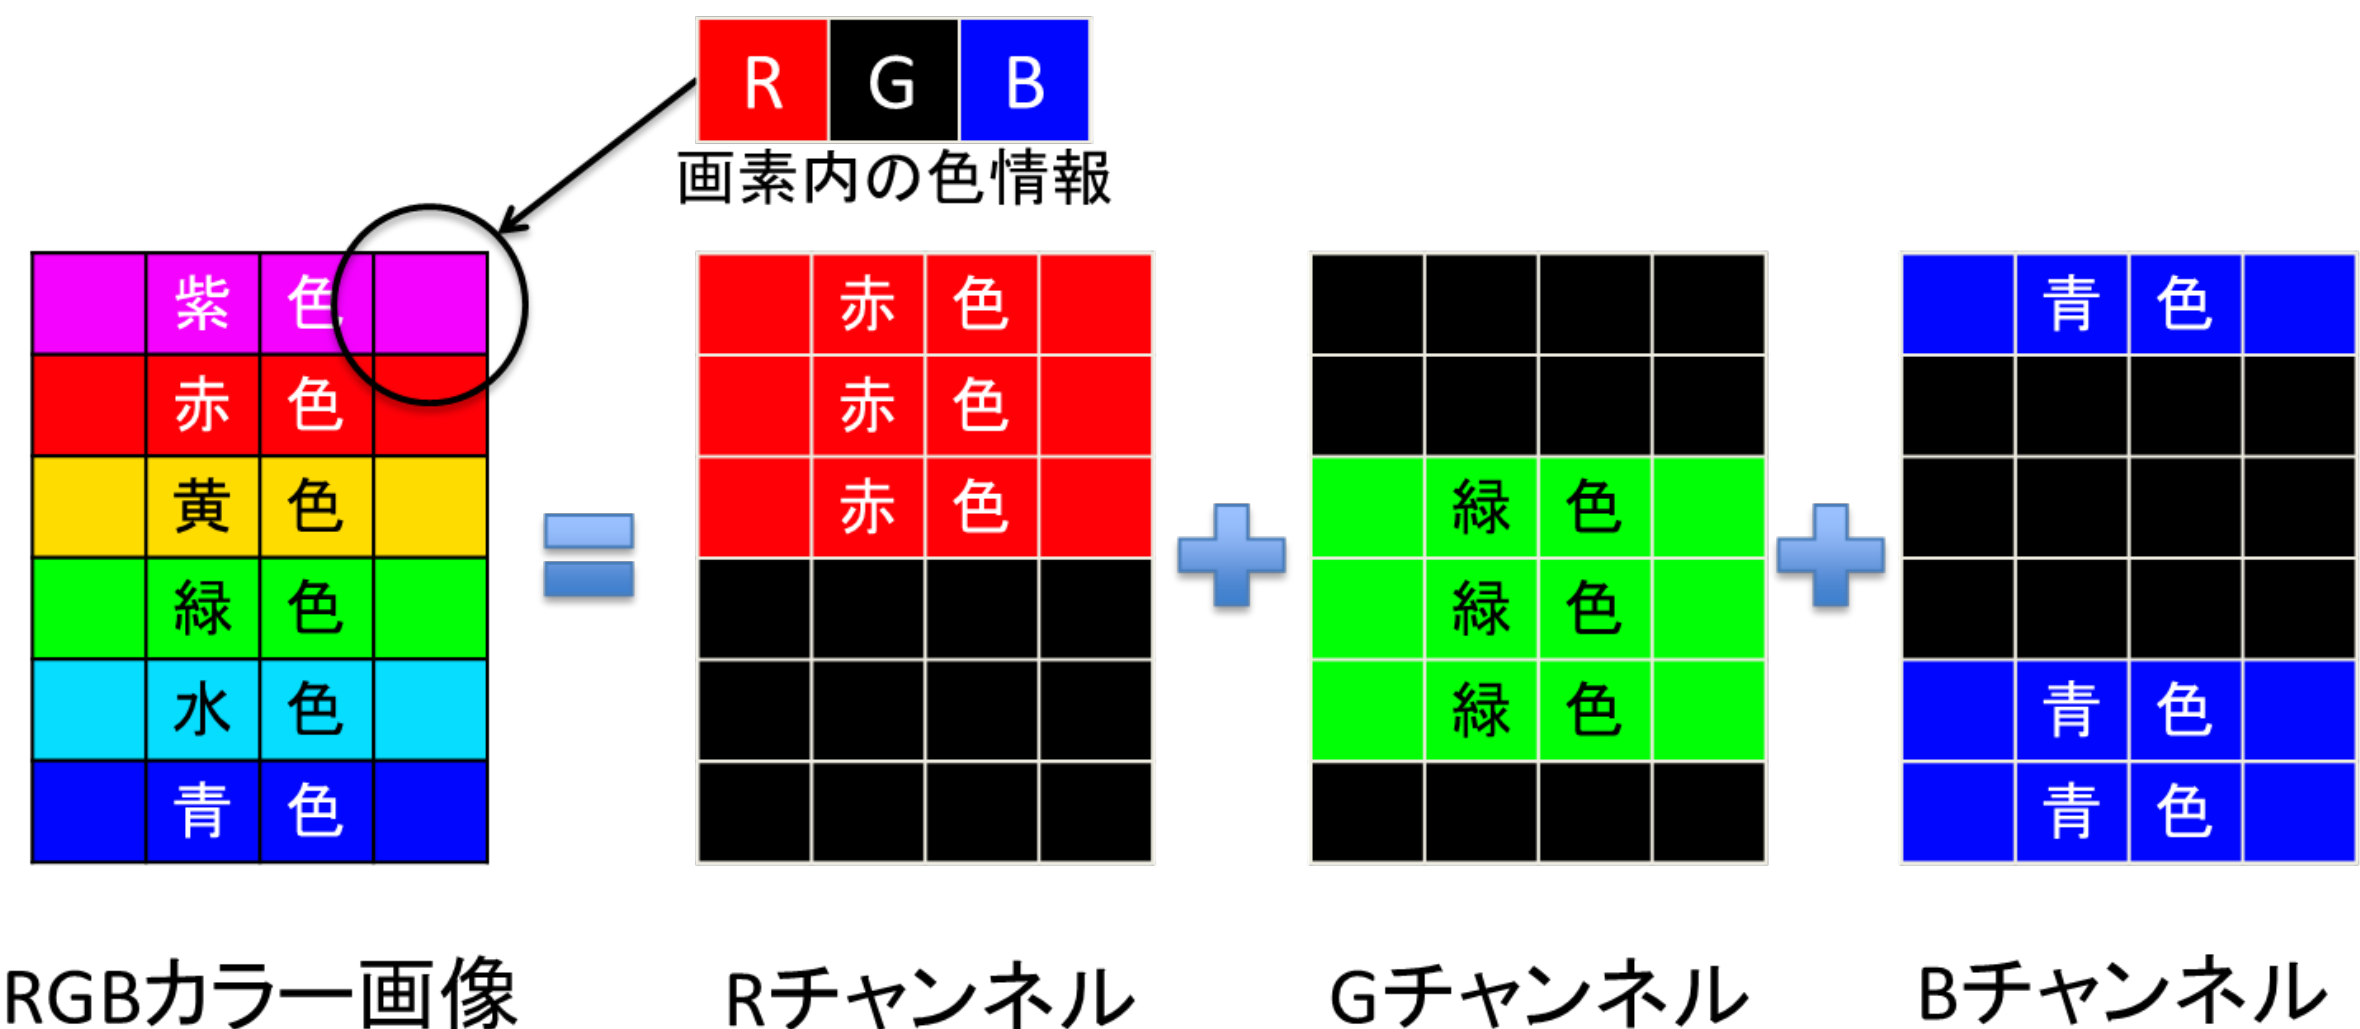 R G B
画素内の色情報
紫色
赤色
黄色
緑色
水色
青色
赤色
赤色
赤色
緑色
緑色
緑色
青色
青色
青色
RGBカラー画像
Rチャンネル
Gチャンネル
Bチャンネル